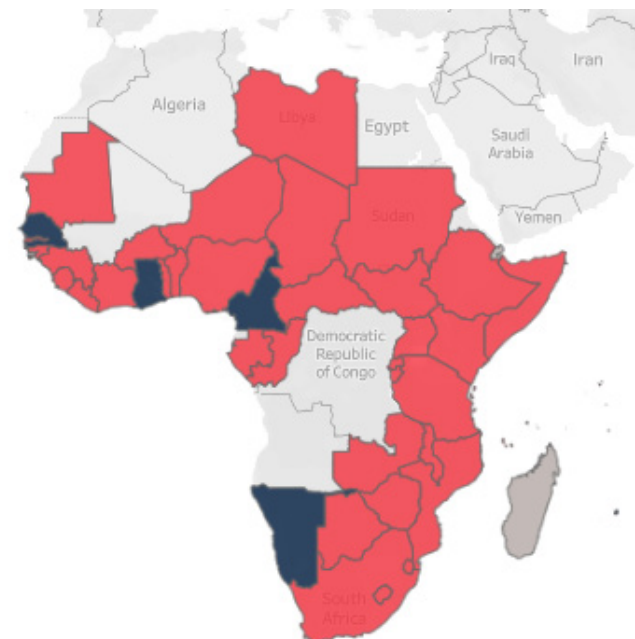 Iraq
Iran
Algeria
Libya
Egypt
Saudi
Arabia
Sudan
Yemen
Democratic
Republic
of Congo
South
Africa